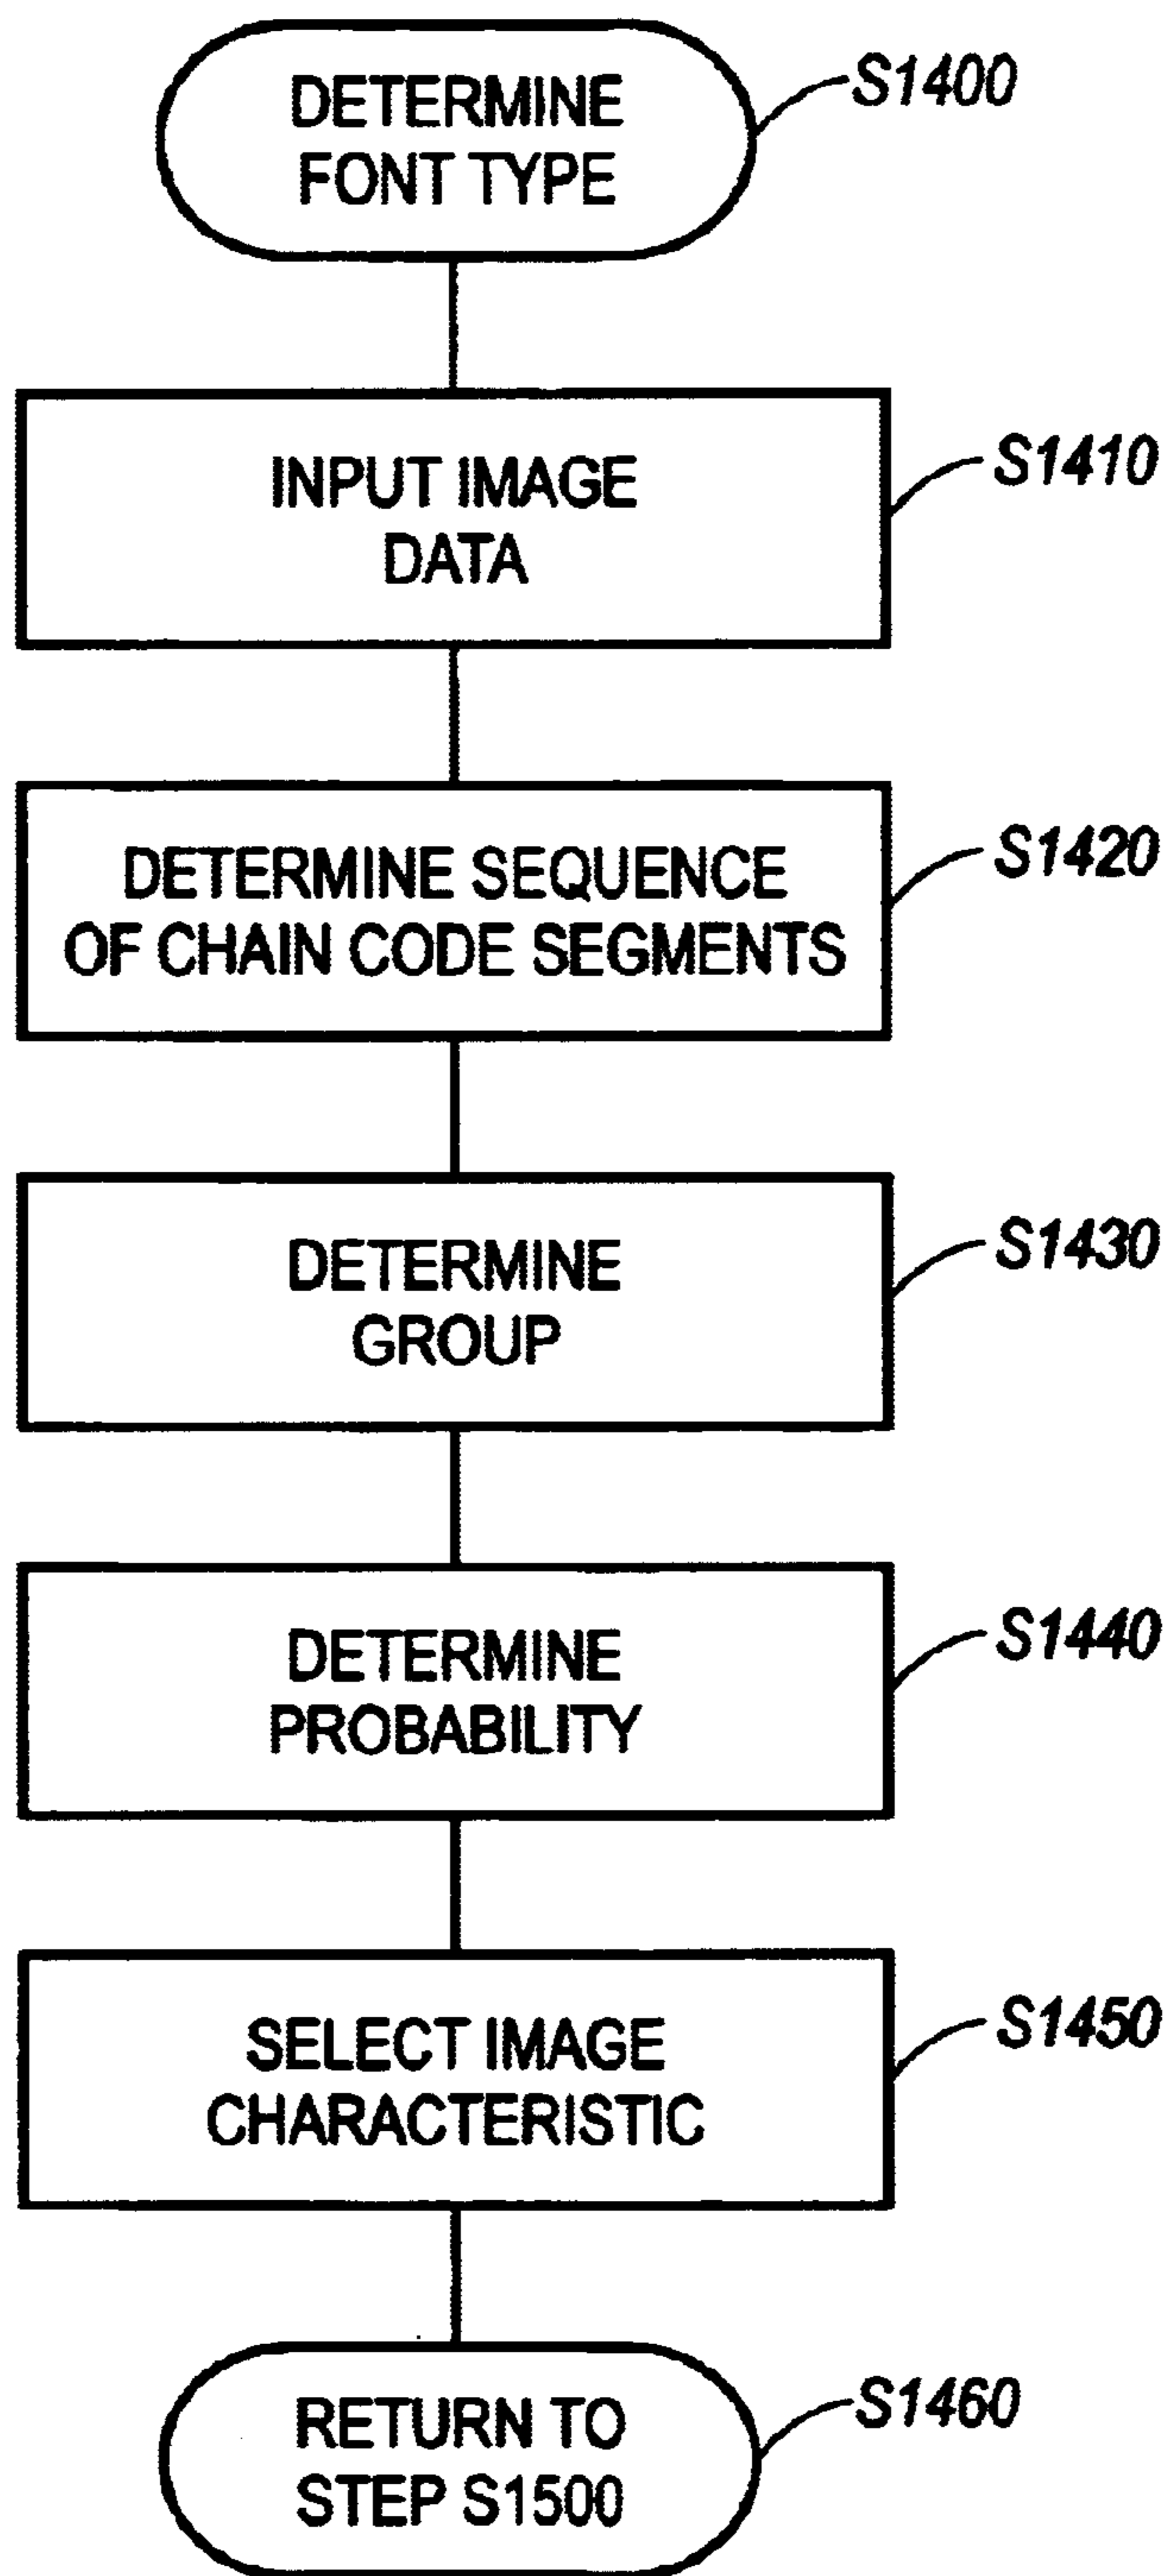 DETERMINE
FONT TYPE
S1400
INPUT IMAGE
DATA
S1410
DETERMINE SEQUENCE
OF CHAIN CODE SEGMENTS
S1420
DETERMINE
GROUP
S1430
DETERMINE
PROBABILITY
S1440
SELECT IMAGE
CHARACTERISTIC
S1450
RETURN TO
STEP S1500
S1460